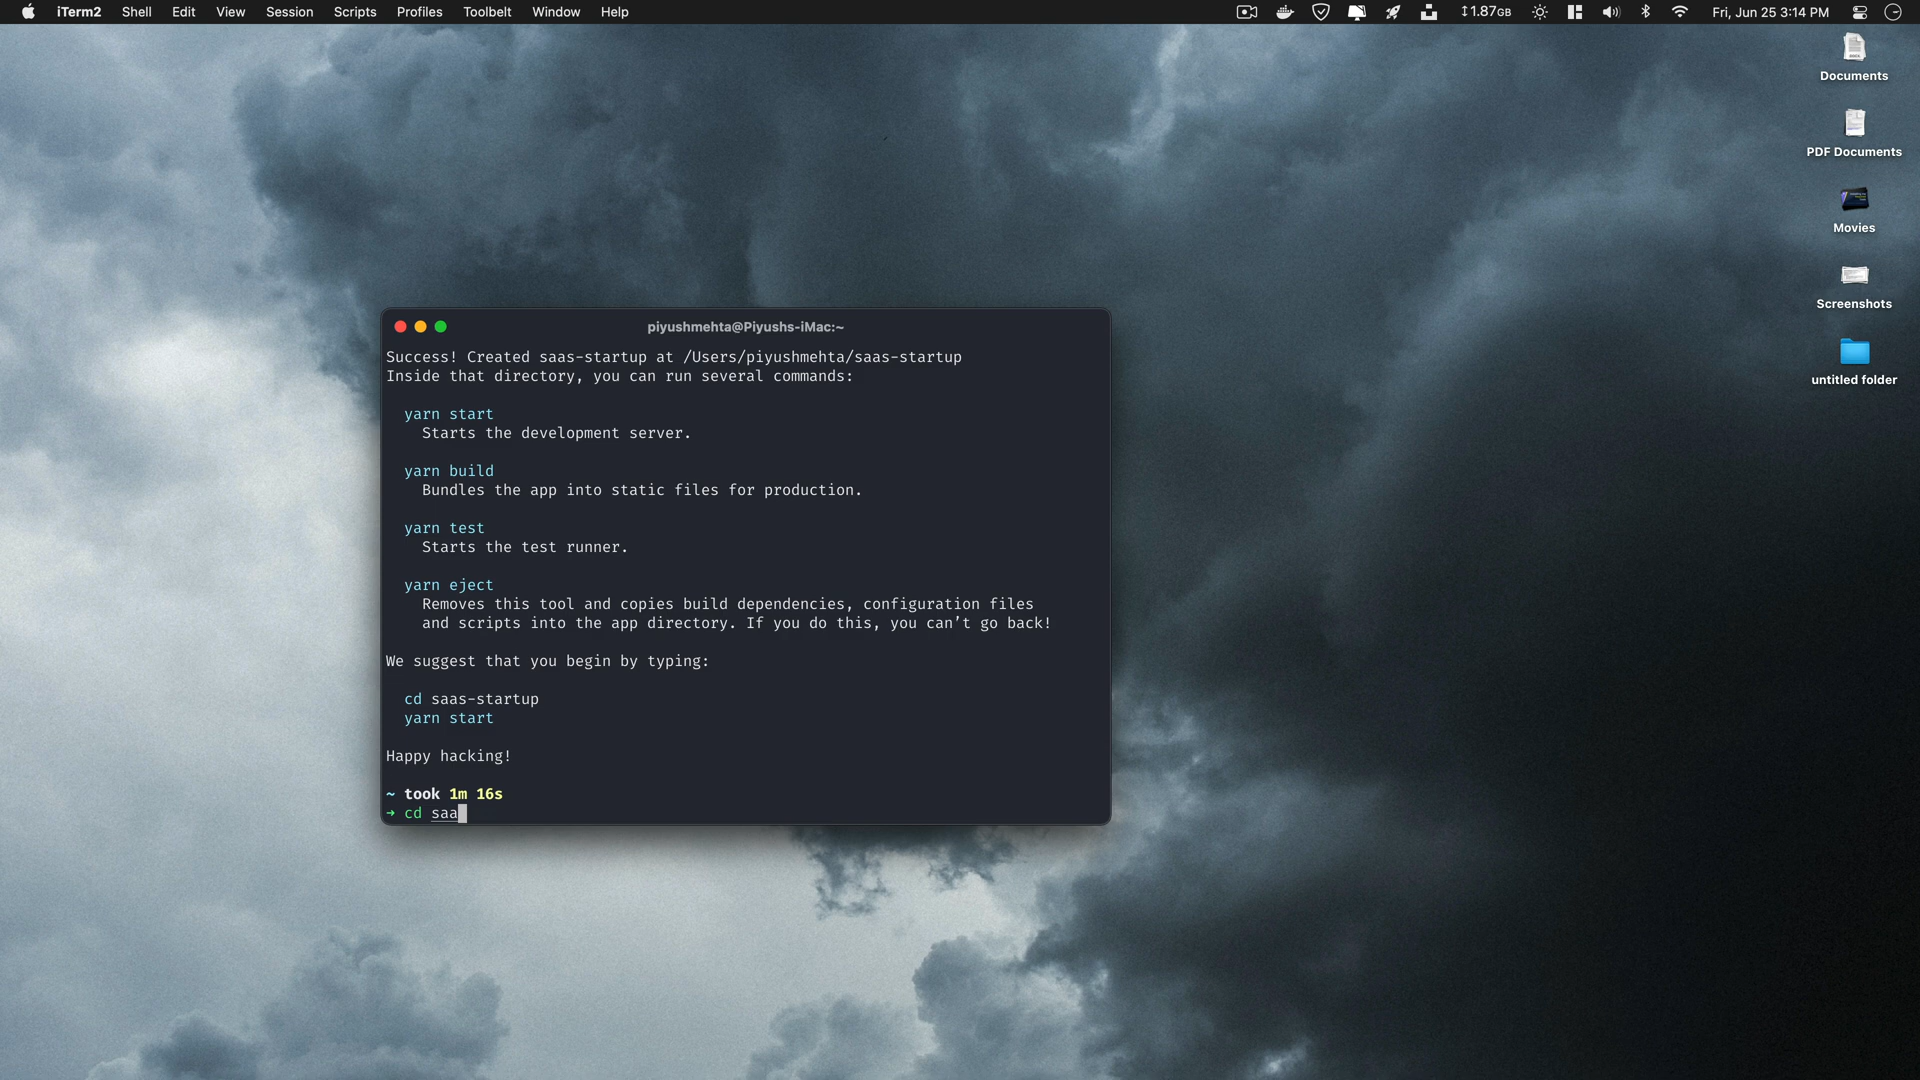 iTerm2 Shell Edit View Session Scripts Profiles Toolbelt Window Help 1.87GB Fri, Jun 25 3:14 PM
Documents
PDF Documents
Movies
Screenshots
untitled folder
piyushmehta@Piyushs-iMac:~
Success! Created saas-startup at /Users/piyushmehta/saas-startup
Inside that directory, you can run several commands:
yarn start
Starts the development server.
yarn build
Bundles the app into static files for production.
yarn test
Starts the test runner.
yarn eject
Removes this tool and copies build dependencies, configuration files
and scripts into the app directory. If you do this, you can’t go back!
We suggest that you begin by typing:
cd saas-startup
yarn start
Happy hacking!
~ took 1m 16s
→ cd saa